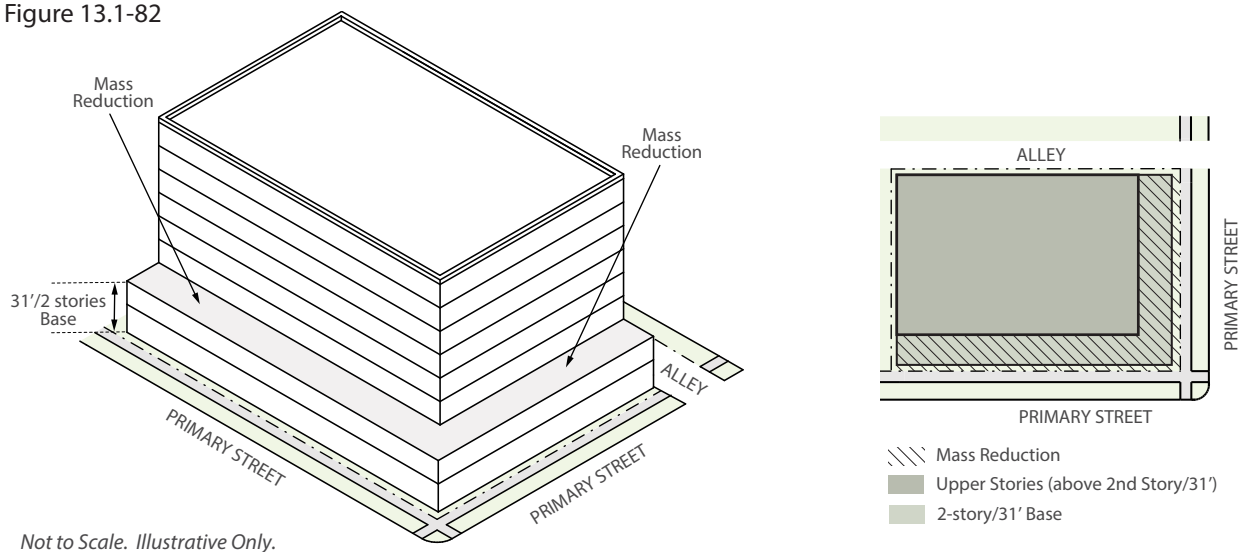 Figure 13.1-82
Mass
Reduction
Mass
Reduction
31'/2 stories
Base
ALLEY
PRIMARY STREET
PRIMARY STREET
Not to Scale. Illustrative Only.
ALLEY
PRIMARY STREET
PRIMARY STREET
Mass Reduction
Upper Stories (above 2nd Story/31')
2-story/31' Base